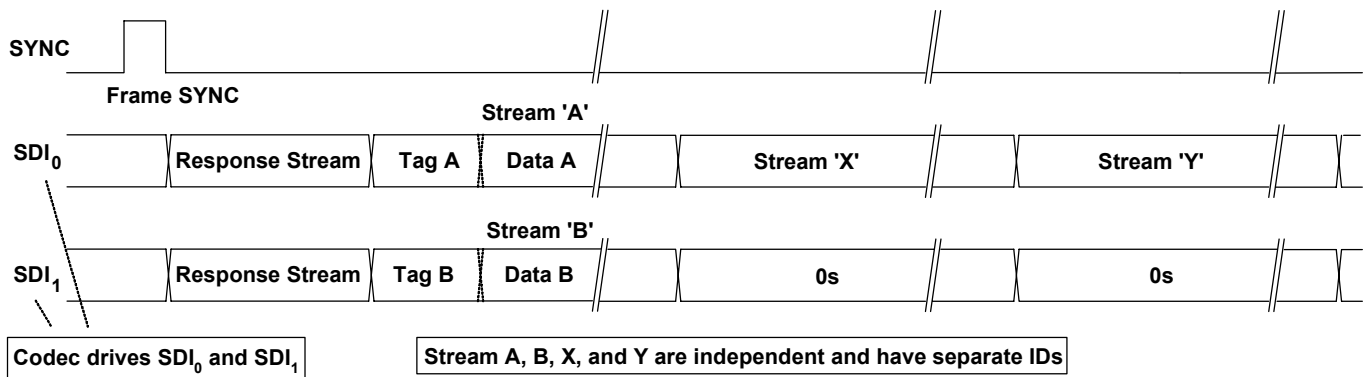 SYNC
Frame SYNC
Stream 'A'
SDI0 Response Stream Tag A Data A Stream 'X' Stream 'Y'
Stream 'B'
SDI1 Response Stream Tag B Data B 0s 0s
Codec drives SDI0 and SDI1
Stream A, B, X, and Y are independent and have separate IDs